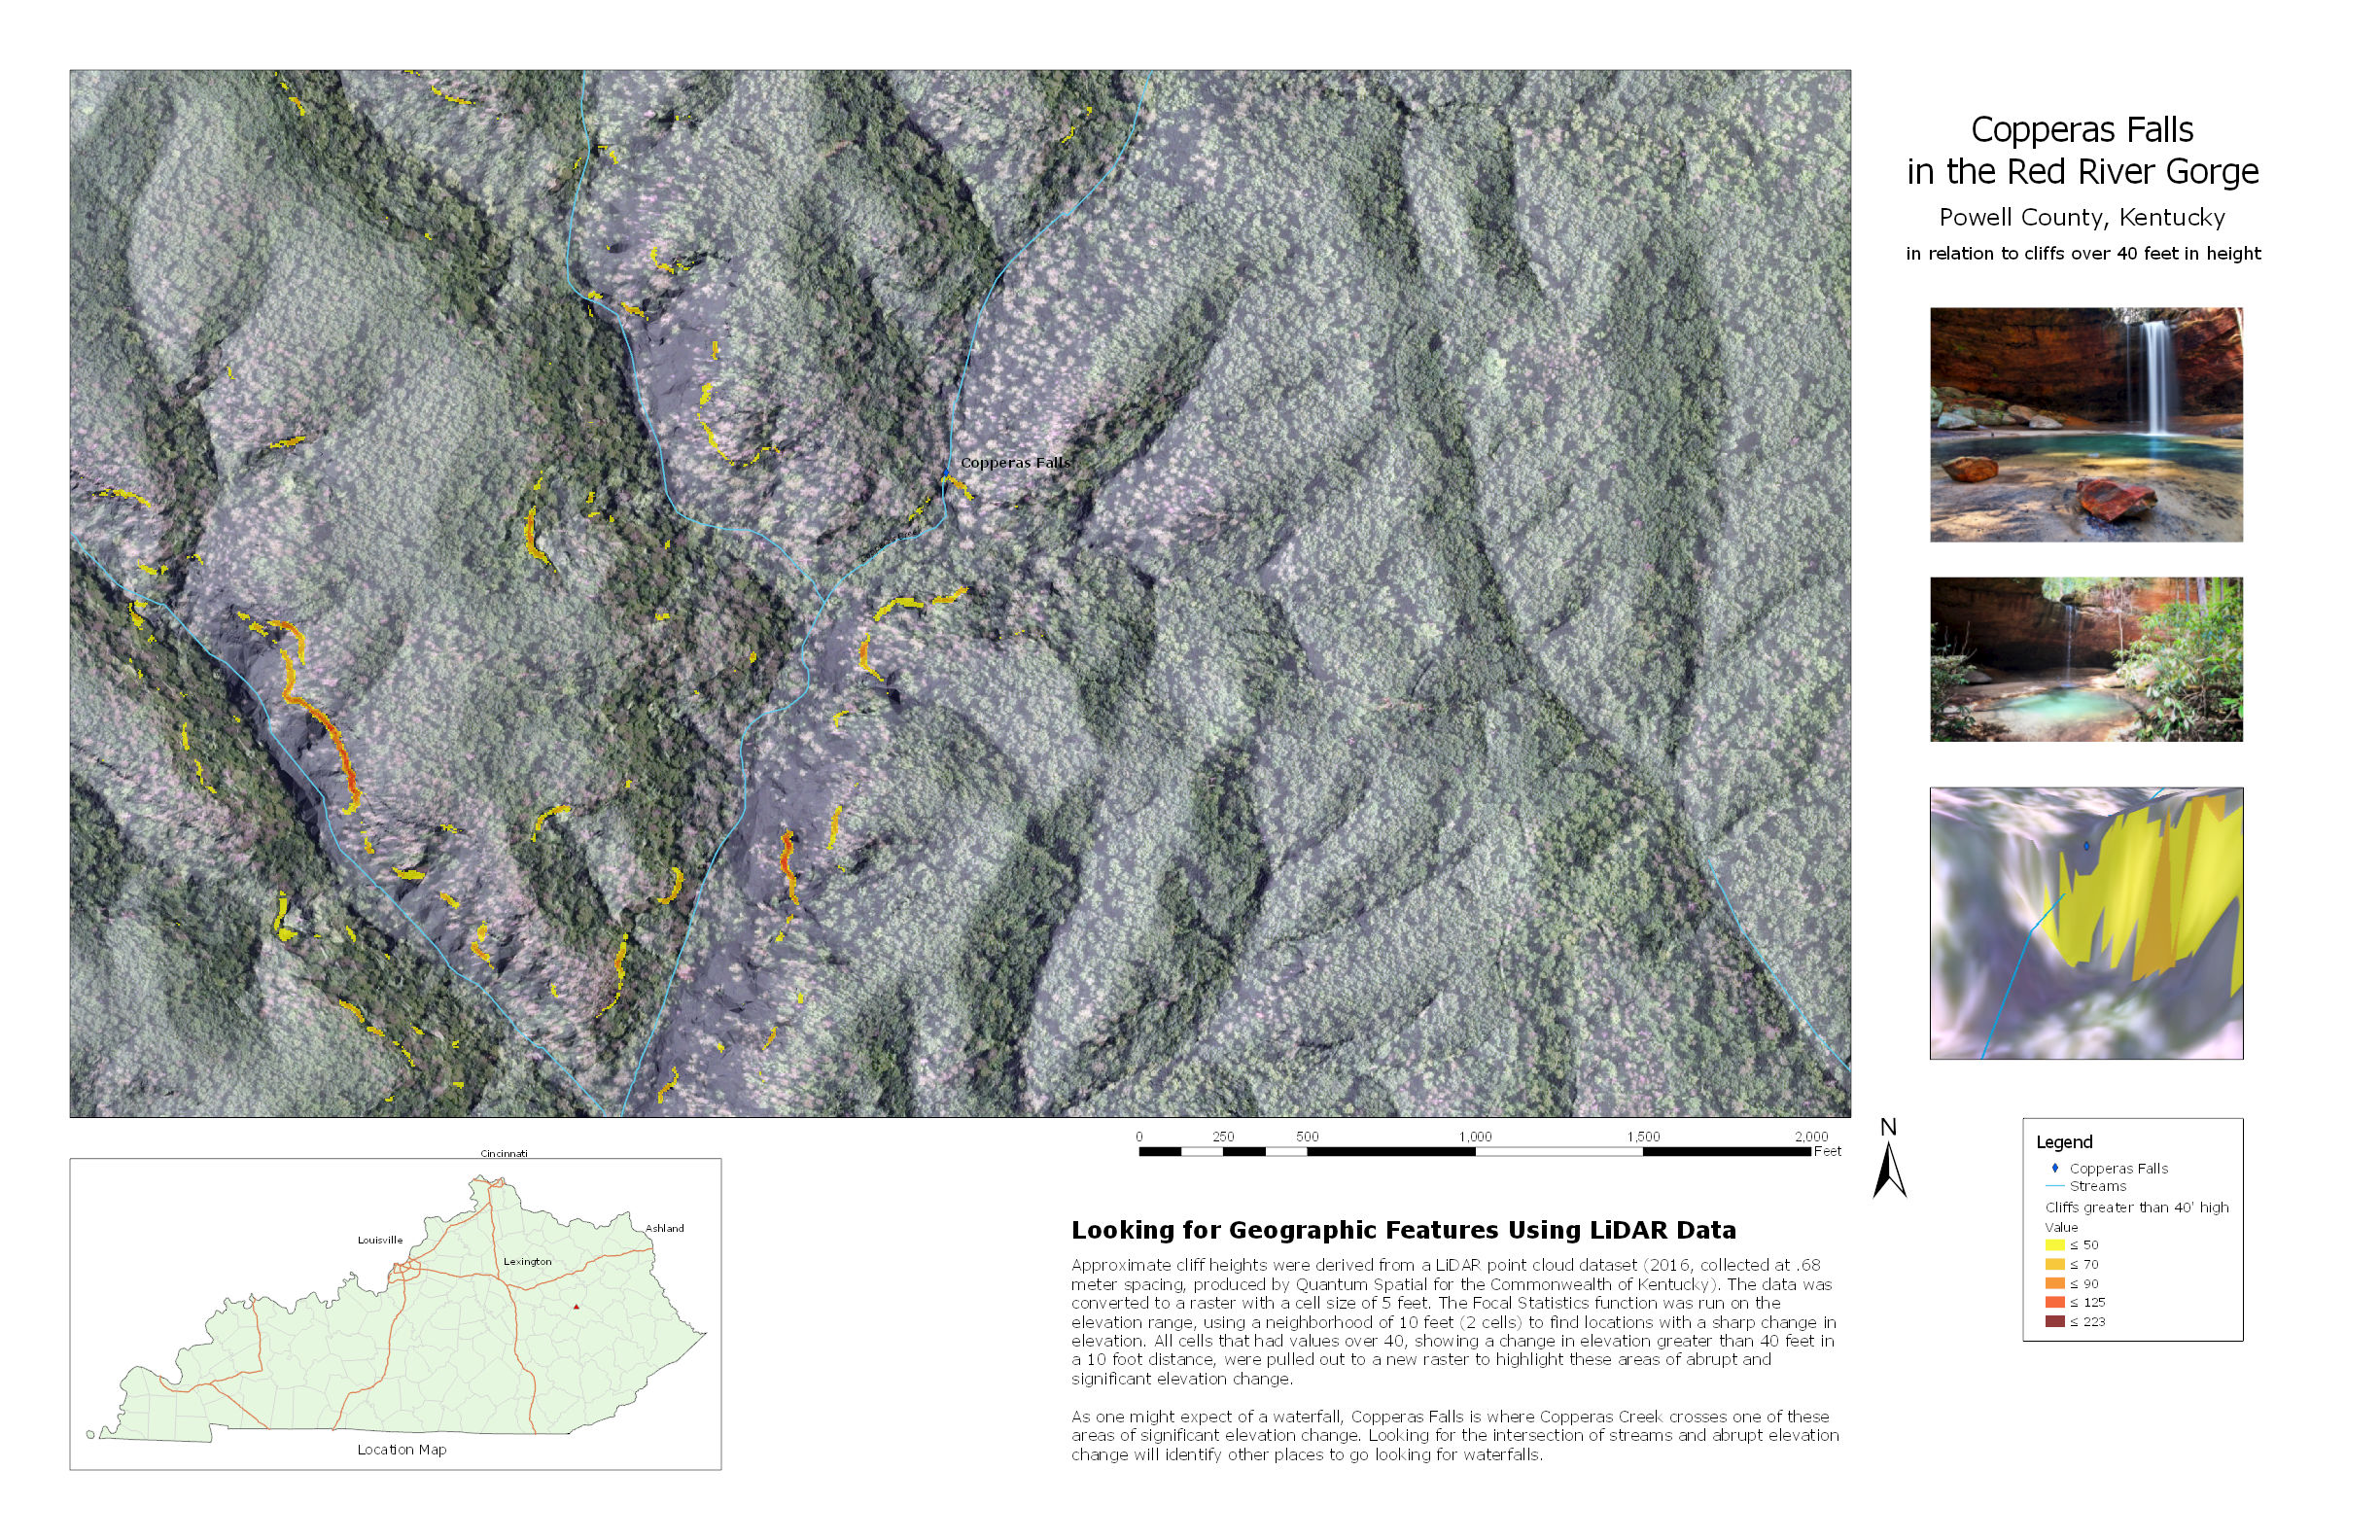 Copperas Falls
in the Red River Gorge
Powell County, Kentucky
in relation to cliffs over 40 feet in height
Copperas Falls
0 250 500 1,000 1,500 2,000
Feet
N
Legend
Copperas Falls
Streams
Cliffs greater than 40' high
Value
≤ 50
≤ 70
≤ 90
≤ 125
≤ 223
Cincinnati
Ashland
Louisville
Lexington
Location Map
Looking for Geographic Features Using LiDAR Data
Approximate cliff heights were derived from a LiDAR point cloud dataset (2016, collected at .68
meter spacing, produced by Quantum Spatial for the Commonwealth of Kentucky). The data was
converted to a raster with a cell size of 5 feet. The Focal Statistics function was run on the
elevation range, using a neighborhood of 10 feet (2 cells) to find locations with a sharp change in
elevation. All cells that had values over 40, showing a change in elevation greater than 40 feet in
a 10 foot distance, were pulled out to a new raster to highlight these areas of abrupt and
significant elevation change.
As one might expect of a waterfall, Copperas Falls is where Copperas Creek crosses one of these
areas of significant elevation change. Looking for the intersection of streams and abrupt elevation
change will identify other places to go looking for waterfalls.